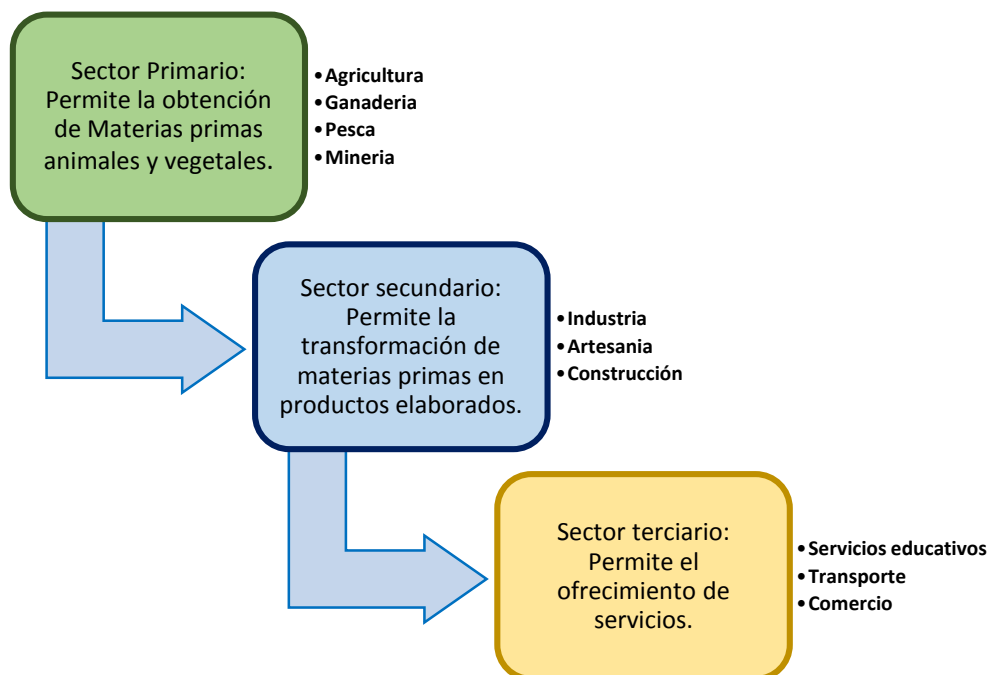 Sector Primario:
Permite la obtención
de Materias primas
animales y vegetales.
•Agricultura
•Ganaderia
•Pesca
•Mineria
Sector secundario:
Permite la
transformación de
materias primas en
productos elaborados.
•Industria
•Artesania
•Construcción
Sector terciario:
Permite el
ofrecimiento de
servicios.
•Servicios educativos
•Transporte
•Comercio